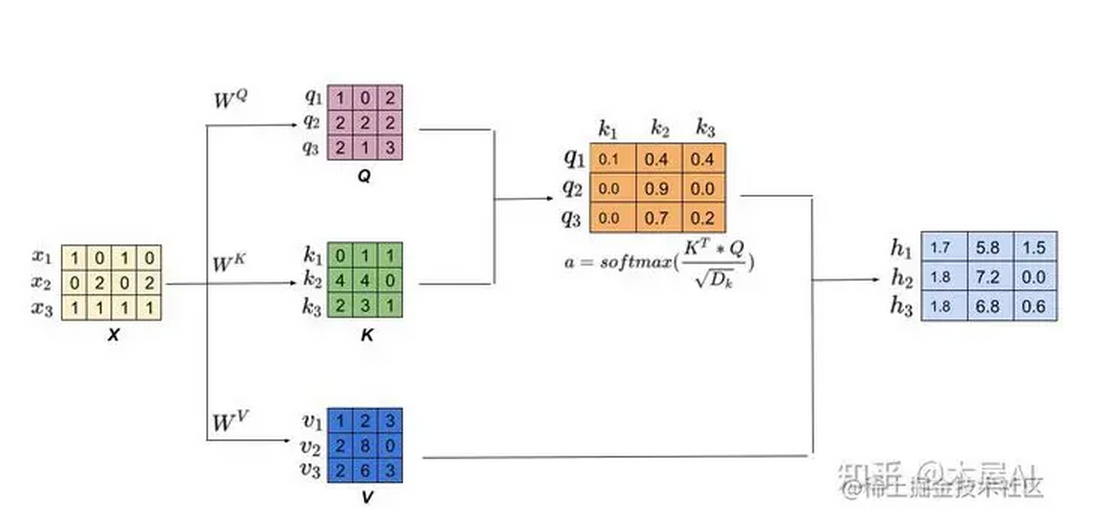 W^Q
q₁ 1 0 2
q₂ 2 2 2
q₃ 2 1 3
Q
k₁ k₂ k₃
q₁ 0.1 0.4 0.4
q₂ 0.0 0.9 0.0
q₃ 0.0 0.7 0.2
a = softmax(K^T * Q / √D_k)
x₁ 1 0 1 0
x₂ 0 2 0 2
x₃ 1 1 1 1
X
W^K
k₁ 0 1 1
k₂ 4 4 0
k₃ 2 3 1
K
h₁ 1.7 5.8 1.5
h₂ 1.8 7.2 0.0
h₃ 1.8 6.8 0.6
W^V
v₁ 1 2 3
v₂ 2 8 0
v₃ 2 6 3
V
知乎 @木屋AI
@稀土掘金技术社区